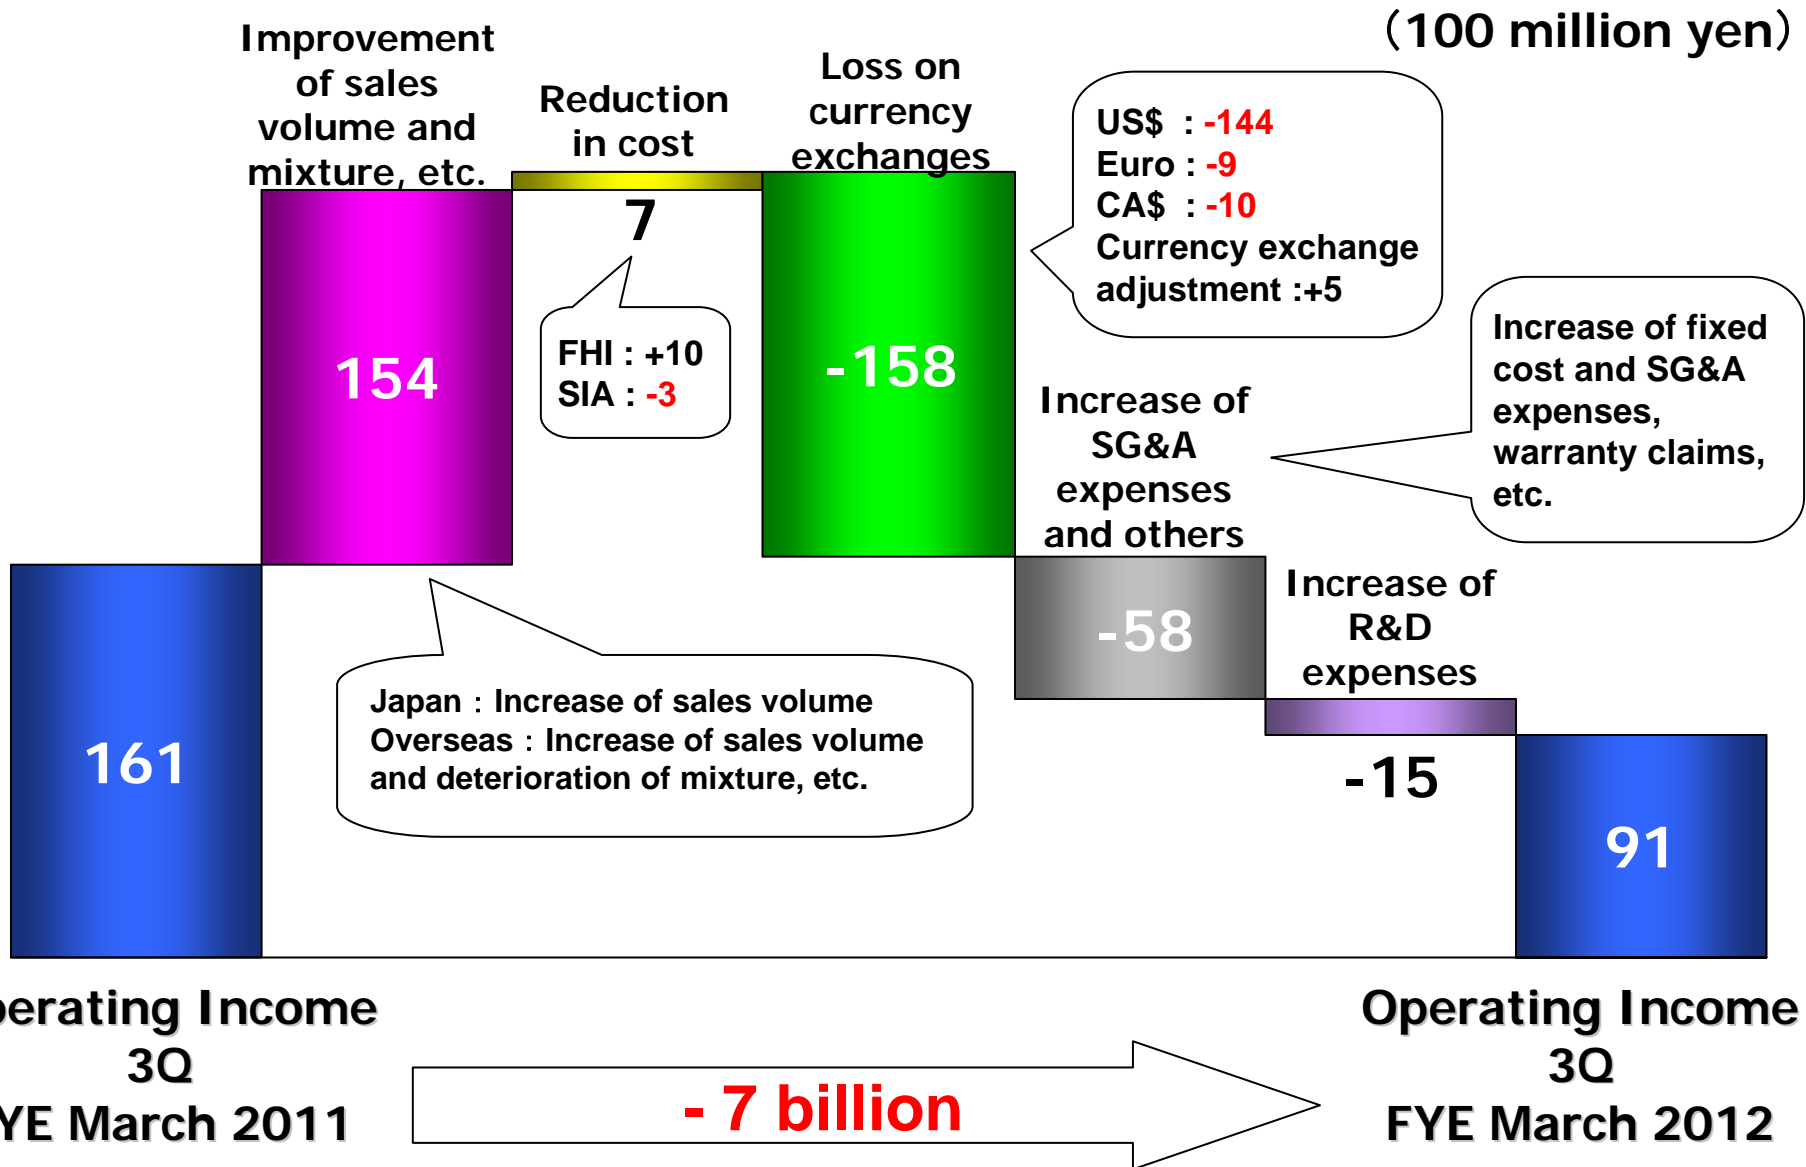 （100 million yen）
Improvement
of sales
volume and
mixture, etc.
Reduction
in cost
Loss on
currency
exchanges
US$ : -144
Euro : -9
CA$ : -10
Currency exchange
adjustment :+5
7
FHI : +10
SIA : -3
154
-158
Increase of fixed
cost and SG&A
expenses,
warranty claims,
etc.
Increase of
SG&A
expenses
and others
-58
Increase of
R&D
expenses
-15
Japan : Increase of sales volume
Overseas : Increase of sales volume
and deterioration of mixture, etc.
161
91
perating Income
3Q
YE March 2011
- 7 billion
Operating Income
3Q
FYE March 2012